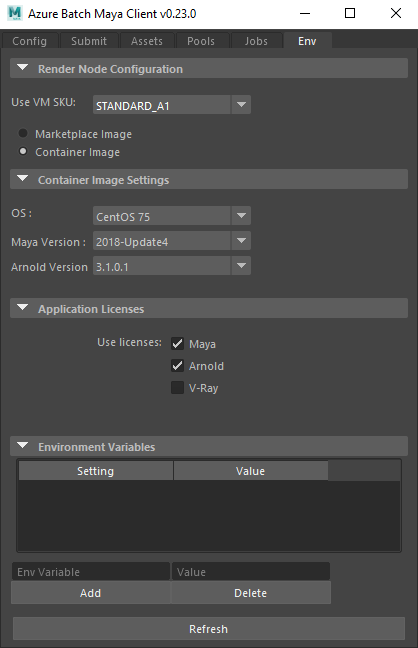 Azure Batch Maya Client v0.23.0
Config Submit Assets Pools Jobs Env
Render Node Configuration
Use VM SKU: STANDARD_A1
Marketplace Image
Container Image
Container Image Settings
OS : CentOS 75
Maya Version : 2018-Update4
Arnold Version 3.1.0.1
Application Licenses
Use licenses: Maya
Arnold
V-Ray
Environment Variables
Setting Value
Env Variable Value
Add Delete
Refresh